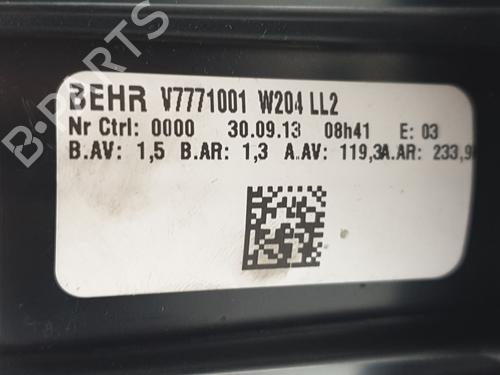 B-PARTS
BEHR V7771001 W204 LL2
Nr Ctrl: 0000 30.09.13 08h41 E: 03
B.AV: 1,5 B.AR: 1,3 A.AV: 119,3A.AR: 233,9